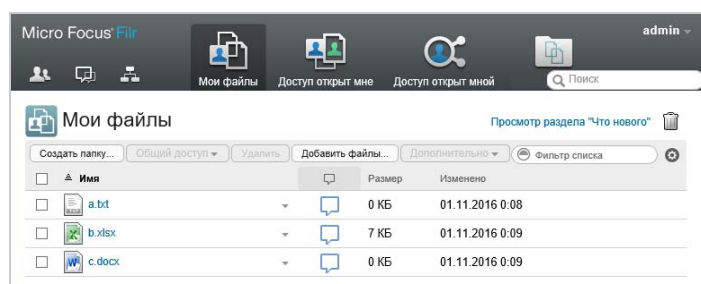 Micro Focus® Filr
admin
Мои файлы
Доступ открыт мне
Доступ открыт мной
Поиск
Мои файлы
Просмотр раздела "Что нового"
Создать папку...
Общий доступ
Удалить
Добавить файлы...
Дополнительно
Фильтр списка
Имя
Размер
Изменено
a.txt
0 КБ
01.11.2016 0:08
b.xlsx
7 КБ
01.11.2016 0:09
c.docx
0 КБ
01.11.2016 0:09